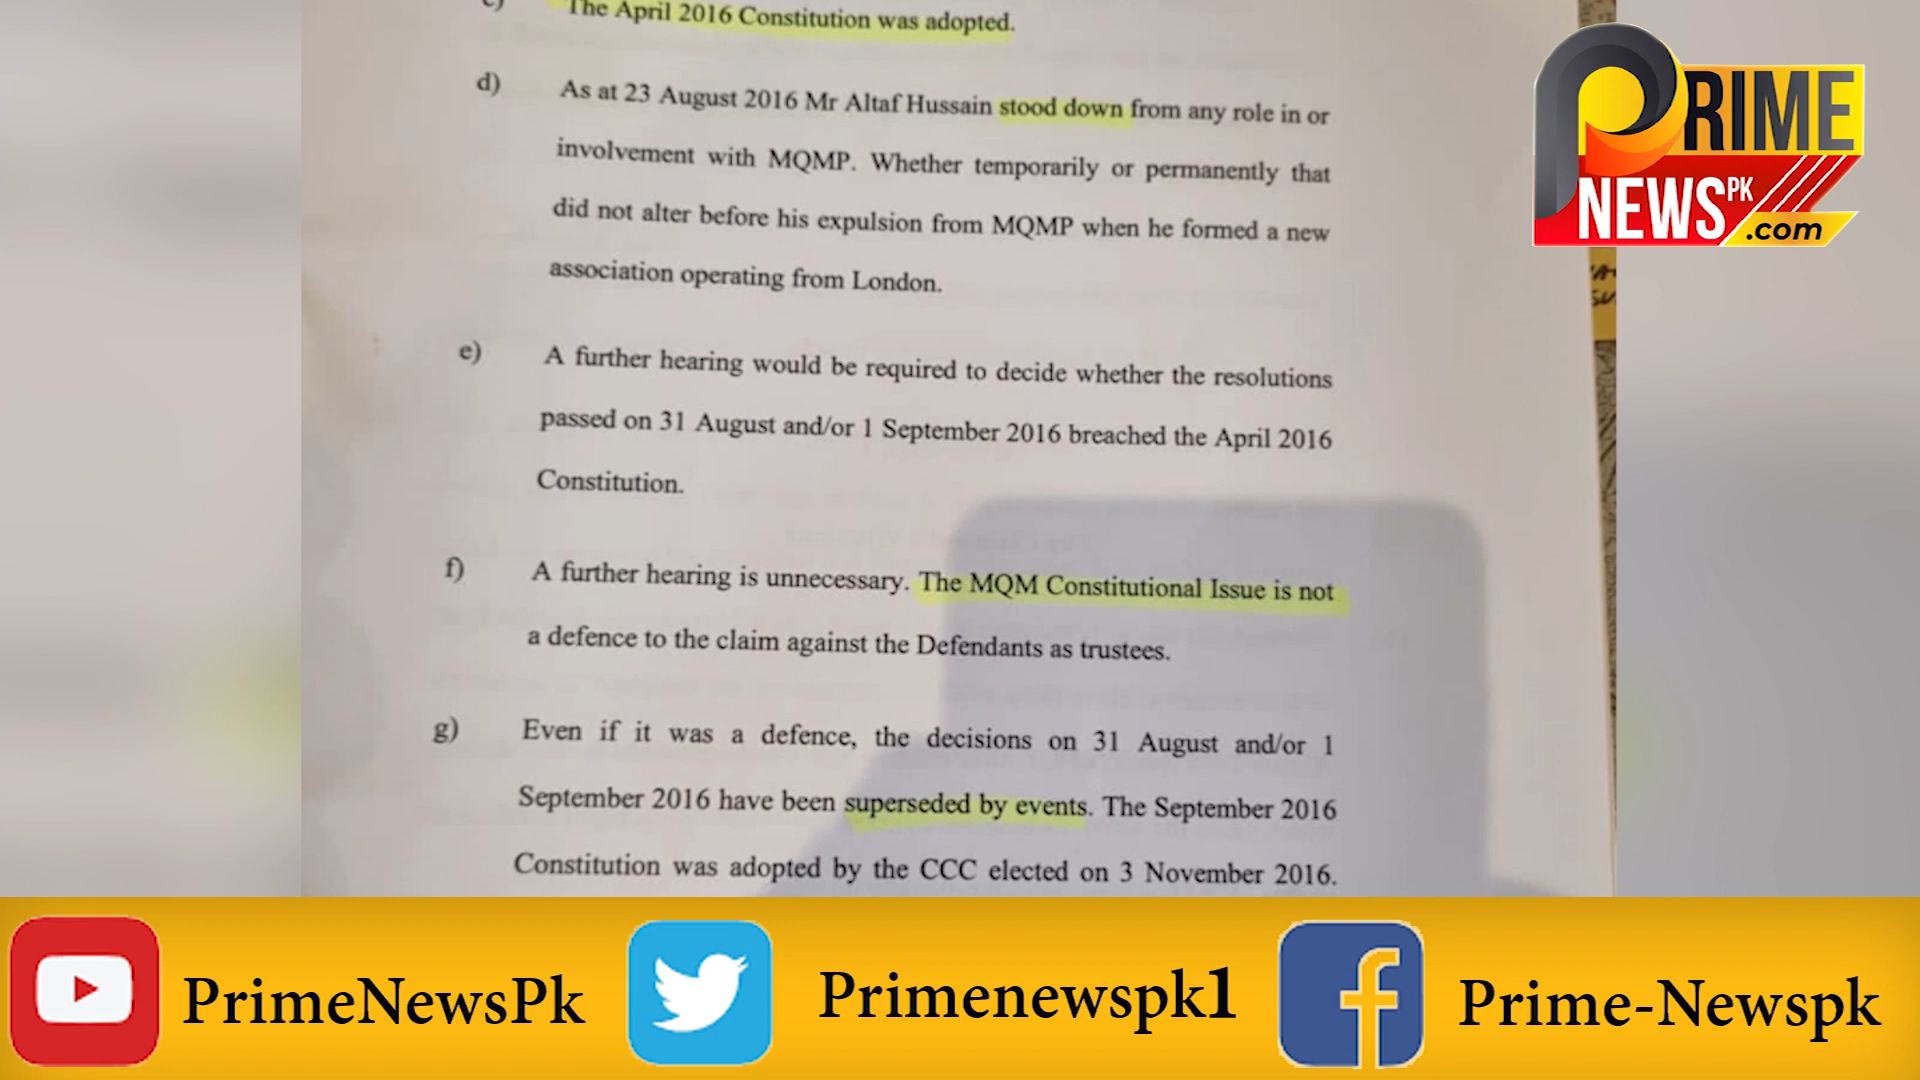 c) The April 2016 Constitution was adopted.
d) As at 23 August 2016 Mr Altaf Hussain stood down from any role in or
involvement with MQMP. Whether temporarily or permanently that
did not alter before his expulsion from MQMP when he formed a new
association operating from London.
e) A further hearing would be required to decide whether the resolutions
passed on 31 August and/or 1 September 2016 breached the April 2016
Constitution.
f) A further hearing is unnecessary. The MQM Constitutional Issue is not
a defence to the claim against the Defendants as trustees.
g) Even if it was a defence, the decisions on 31 August and/or 1
September 2016 have been superseded by events. The September 2016
Constitution was adopted by the CCC elected on 3 November 2016.
PRIME
NEWS PK
.com
PrimeNewsPk
Primenewspk1
Prime-Newspk